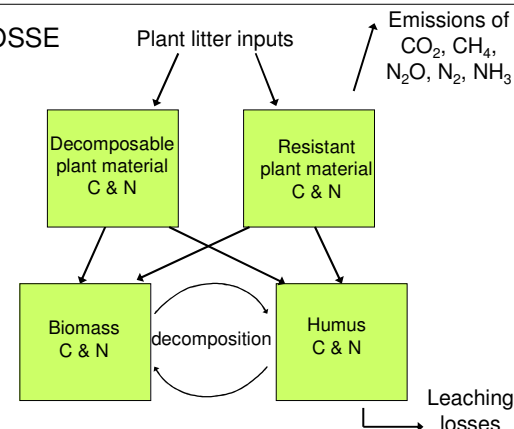 OSSE
Plant litter inputs
Emissions of
CO₂, CH₄,
N₂O, N₂, NH₃
Decomposable
plant material
C & N
Resistant
plant material
C & N
Biomass
C & N
decomposition
Humus
C & N
Leaching
losses